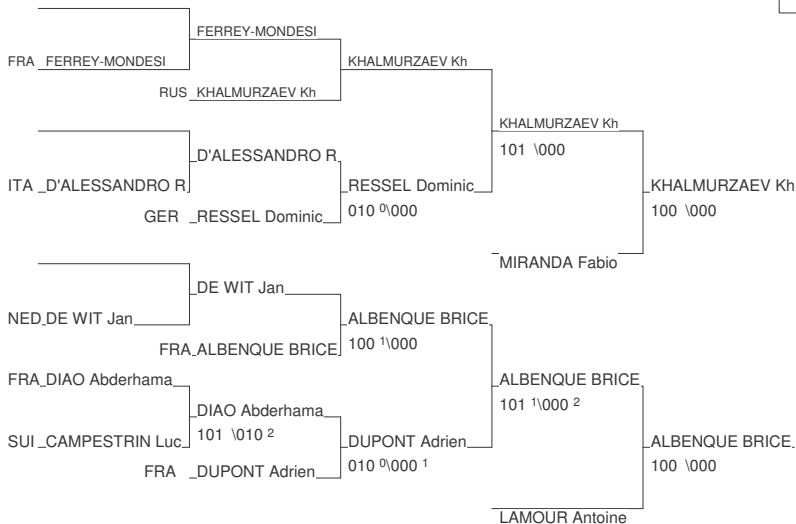 FERREY-MONDESI
FRA FERREY-MONDESI KHALMURZAEV Kh
RUS KHALMURZAEV Kh
KHALMURZAEV Kh
101 \000
D'ALESSANDRO R
ITA D'ALESSANDRO R RESSEL Dominic KHALMURZAEV Kh
GER RESSEL Dominic 010 0\000 100 \000
MIRANDA Fabio
DE WIT Jan
NED DE WIT Jan ALBENQUE BRICE
FRA ALBENQUE BRICE 100 1\000
FRA DIAO Abderhama ALBENQUE BRICE
101 1\000 2
DIAO Abderhama
101 \010 2
SUI CAMPESTRIN Luc DUPONT Adrien ALBENQUE BRICE
FRA DUPONT Adrien 010 0\000 1 100 \000
LAMOUR Antoine